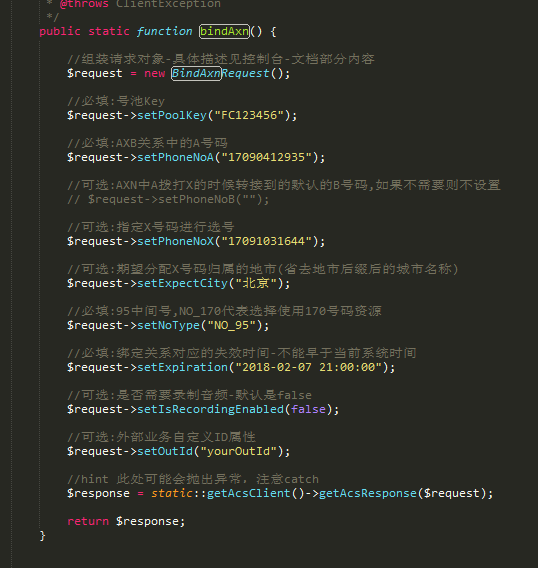 * @throws ClientException
*/
public static function bindAxn() {
//组装请求对象-具体描述见控制台-文档部分内容
$request = new BindAxnRequest();
//必填:号池Key
$request->setPoolKey("FC123456");
//必填:AXB关系中的A号码
$request->setPhoneNoA("17090412935");
//可选:AXN中A拨打X的时候转接到的默认的B号码,如果不需要则不设置
// $request->setPhoneNoB("");
//可选:指定X号码进行选号
$request->setPhoneNoX("17091031644");
//可选:期望分配X号码归属的地市(省去地市后缀后的城市名称)
$request->setExpectCity("北京");
//必填:95中间号,NO_170代表选择使用170号码资源
$request->setNoType("NO_95");
//必填:绑定关系对应的失效时间-不能早于当前系统时间
$request->setExpiration("2018-02-07 21:00:00");
//可选:是否需要录制音频-默认是false
$request->setIsRecordingEnabled(false);
//可选:外部业务自定义ID属性
$request->setOutId("yourOutId");
//hint 此处可能会抛出异常，注意catch
$response = static::getAcsClient()->getAcsResponse($request);
return $response;
}